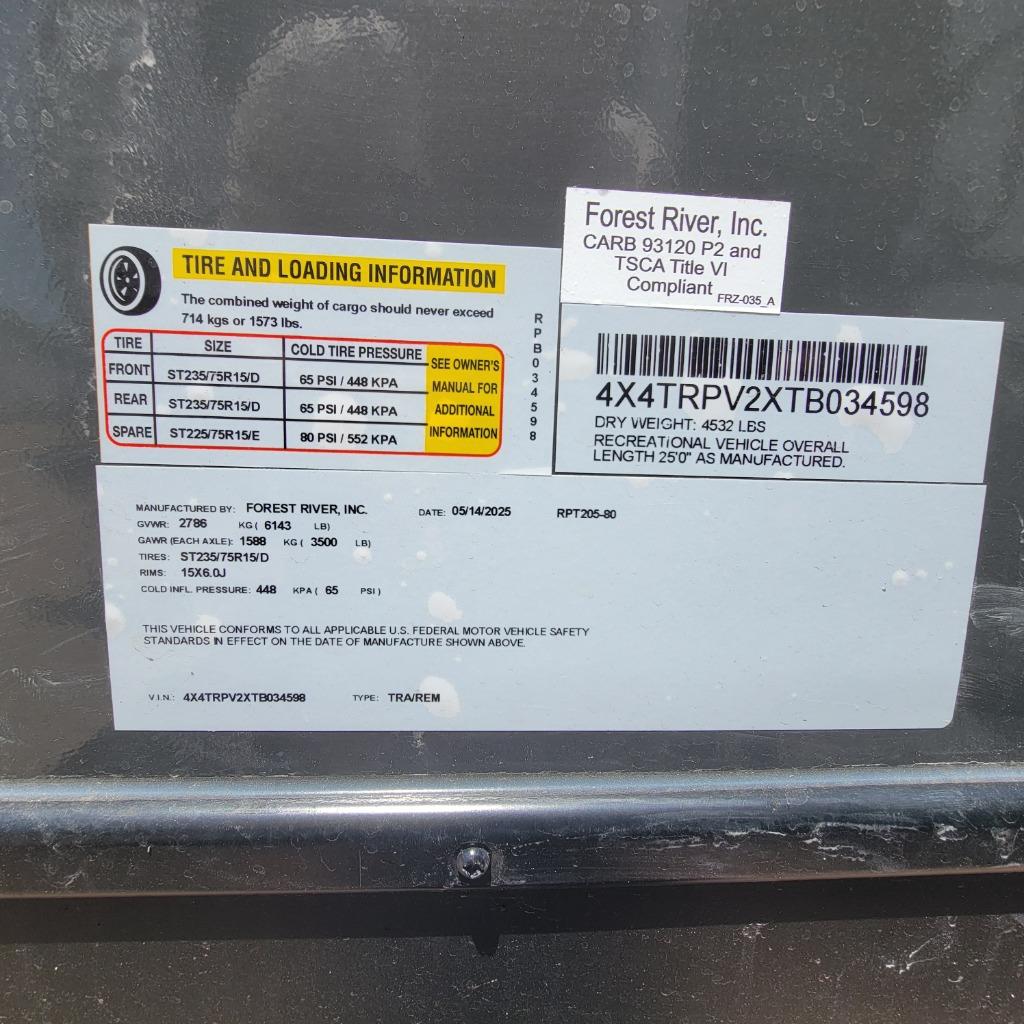 Forest River, Inc.
CARB 93120 P2 and
TSCA Title VI
Compliant
FRZ-035_A
TIRE AND LOADING INFORMATION
The combined weight of cargo should never exceed
714 kgs or 1573 lbs.
TIRE SIZE COLD TIRE PRESSURE
FRONT ST235/75R15/D 65 PSI / 448 KPA
REAR ST235/75R15/D 65 PSI / 448 KPA
SPARE ST225/75R15/E 80 PSI / 552 KPA
SEE OWNER'S
MANUAL FOR
ADDITIONAL
INFORMATION
RPB034598
4X4TRPV2XTB034598
DRY WEIGHT: 4532 LBS
RECREATIONAL VEHICLE OVERALL
LENGTH 25'0" AS MANUFACTURED.
MANUFACTURED BY: FOREST RIVER, INC. DATE: 05/14/2025 RPT205-80
GVWR: 2786 KG ( 6143 LB)
GAWR (EACH AXLE): 1588 KG ( 3500 LB)
TIRES: ST235/75R15/D
RIMS: 15X6.0J
COLD INFL. PRESSURE: 448 KPA ( 65 PSI )
THIS VEHICLE CONFORMS TO ALL APPLICABLE U.S. FEDERAL MOTOR VEHICLE SAFETY
STANDARDS IN EFFECT ON THE DATE OF MANUFACTURE SHOWN ABOVE.
V.I.N.: 4X4TRPV2XTB034598 TYPE: TRA/REM